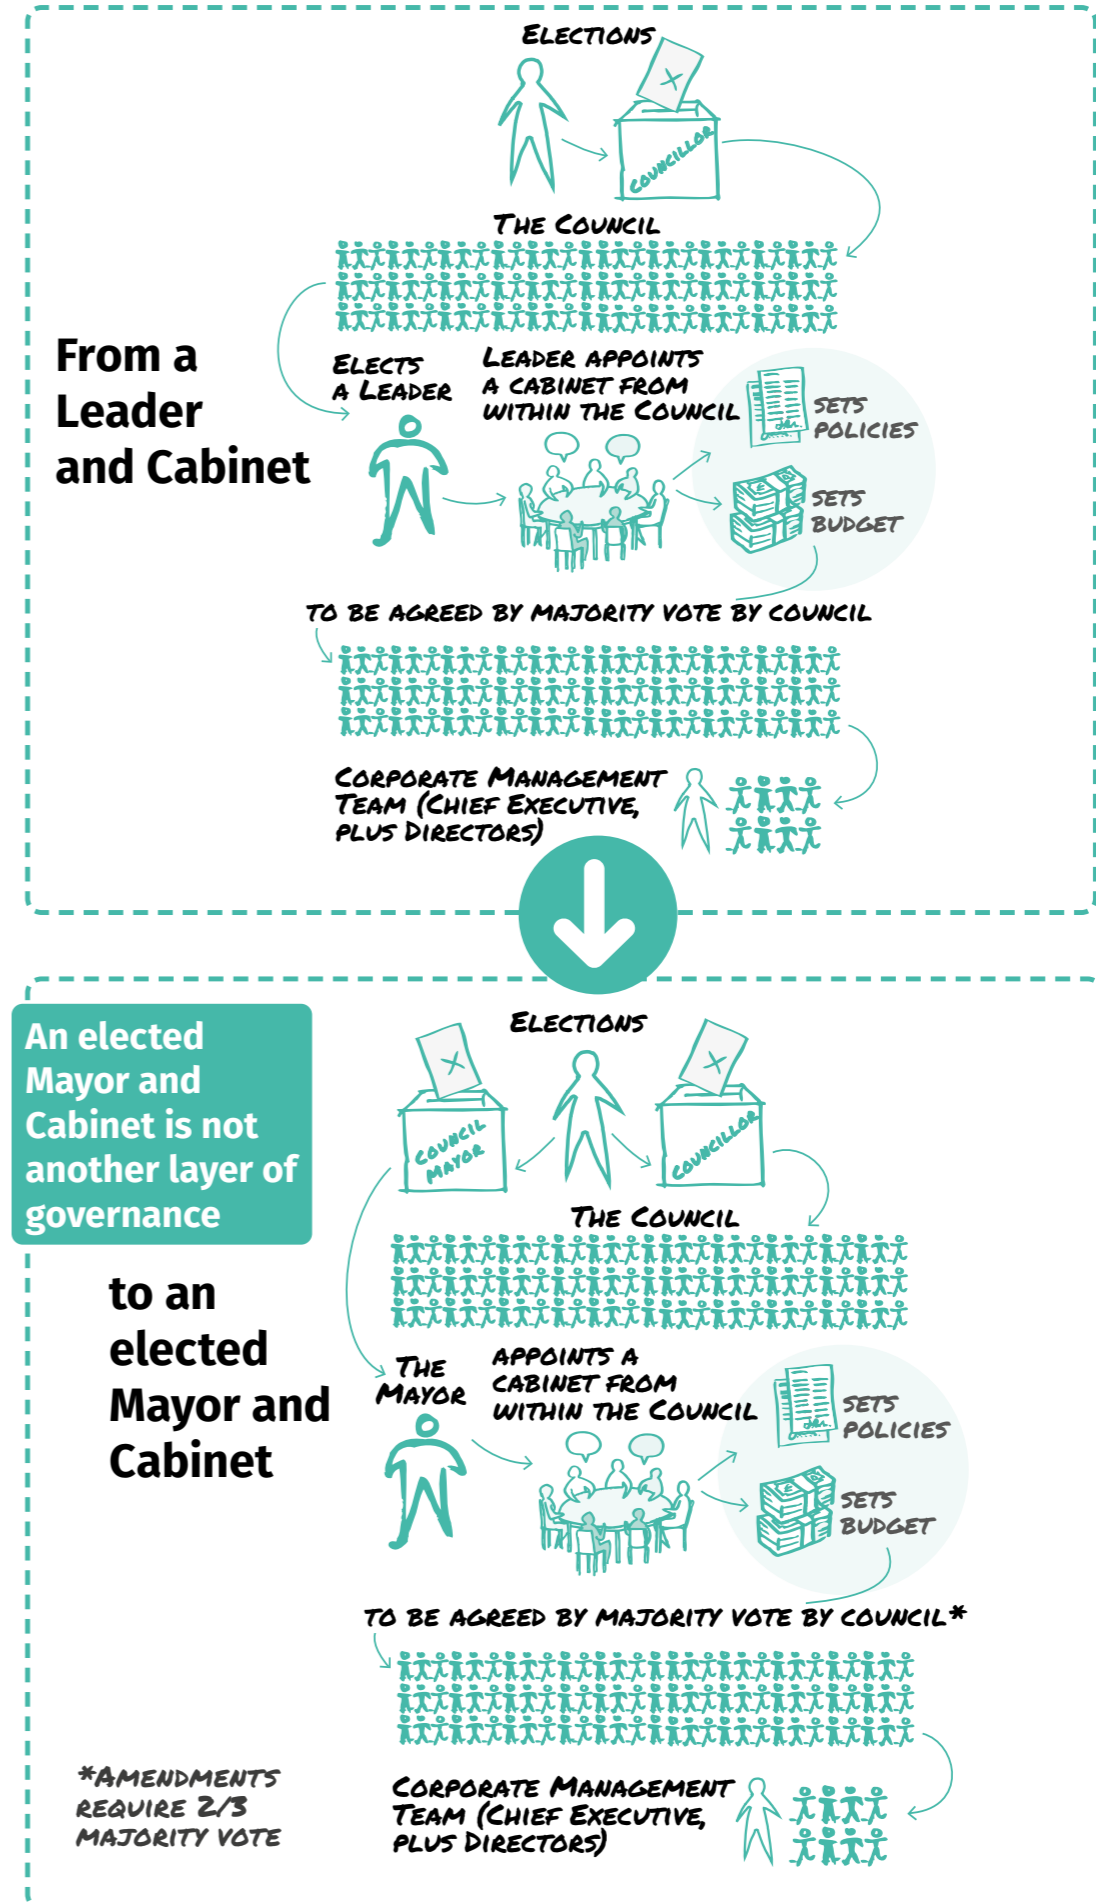 Elections
Councillor
The Council
From a
Leader
and Cabinet
Elects
a Leader
Leader appoints
a cabinet from
within the Council
sets
policies
sets
budget
to be agreed by majority vote by council
Corporate Management
Team (Chief Executive,
plus Directors)
An elected
Mayor and
Cabinet is not
another layer of
governance
Elections
Council
Mayor
Councillor
The Council
to an
elected
Mayor and
Cabinet
The
Mayor
appoints a
cabinet from
within the Council
sets
policies
sets
budget
to be agreed by majority vote by council*
*Amendments
require 2/3
majority vote
Corporate Management
Team (Chief Executive,
plus Directors)